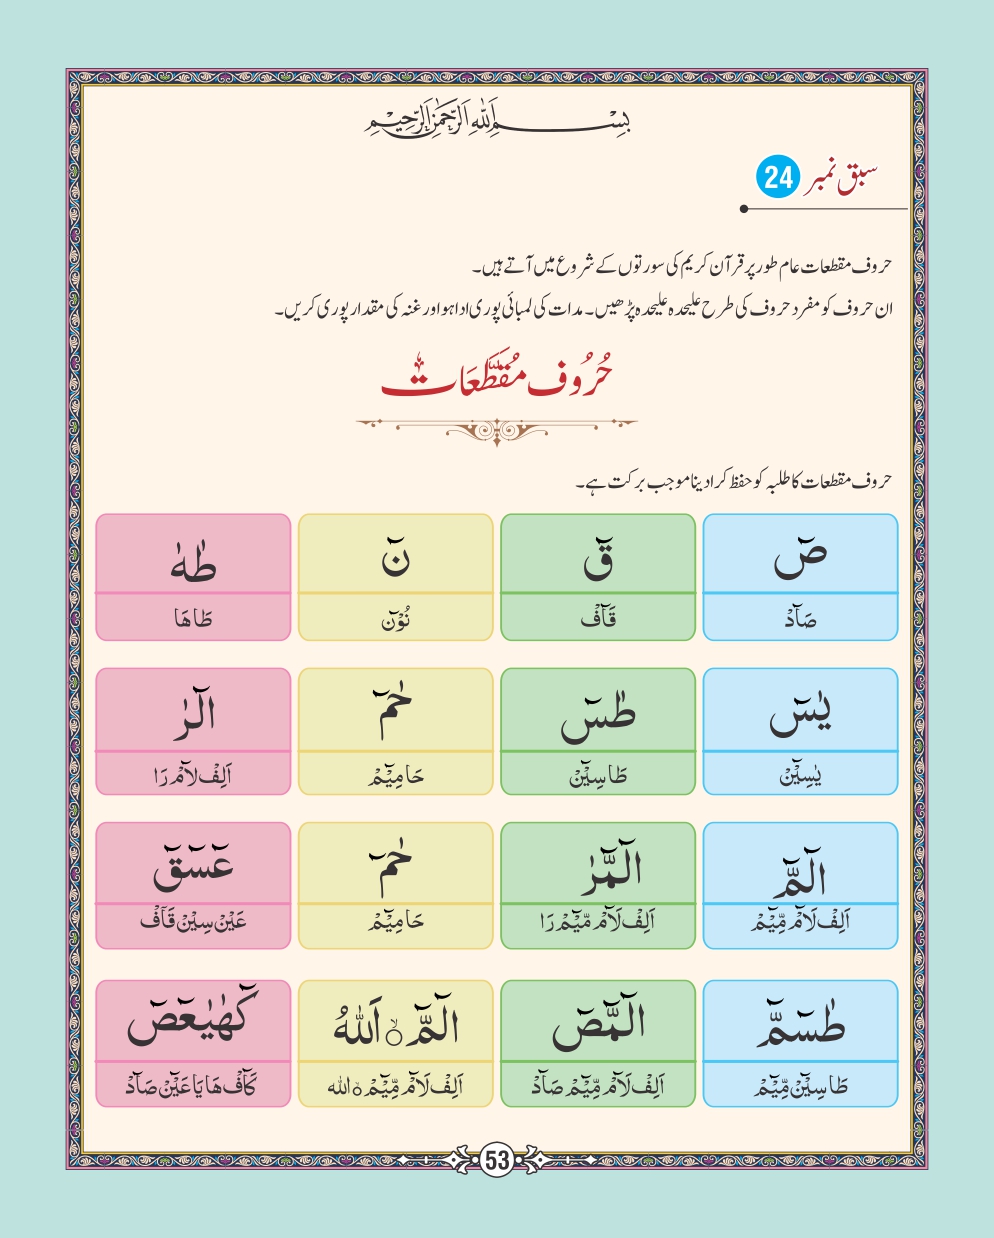 بِسْمِ اللهِ الرَّحْمٰنِ الرَّحِيْمِ
سبق نمبر 24
حروف مقطعات عام طور پر قرآن کریم کی سورتوں کے شروع میں آتے ہیں۔
ان حروف کو مفرد حروف کی طرح علیحدہ علیحدہ پڑھیں۔ مدات کی لمبائی پوری ادا ہو اور غنہ کی مقدار پوری کریں۔
حُرُوف مُقَطَّعَات
حروف مقطعات کا طلبہ کو حفظ کرا دینا موجب برکت ہے۔
صٓ قٓ نٓ طٰهٰ
صَآدْ قَآفْ نُوْٓنْ طَاهَا
يٰسٓ طٰسٓ حٰمٓ الٓرٰ
يٰسِيْٓنْ طَاسِيْٓنْ حَامِيْٓمْ اَلِفْ لَآمْ رَا
الٓمّٓ الٓمّٓرٰ حٰمٓ عٓسٓقٓ
اَلِفْ لَآمْ مِّيْٓمْ اَلِفْ لَآمْ مِّيْٓمْ رَا حَامِيْٓمْ عَيْٓنْ سِيْٓنْ قَآفْ
طٰسٓمّٓ الٓمّٓصٓ الٓمّٓ ۙ اَللهُ كٓهٰيٰعٓصٓ
طَاسِيْٓنْ مِّيْٓمْ اَلِفْ لَآمْ مِّيْٓمْ صَآدْ اَلِفْ لَآمْ مِّيْٓمْ ه الله كَآفْ هَا يَا عَيْٓنْ صَآدْ
53